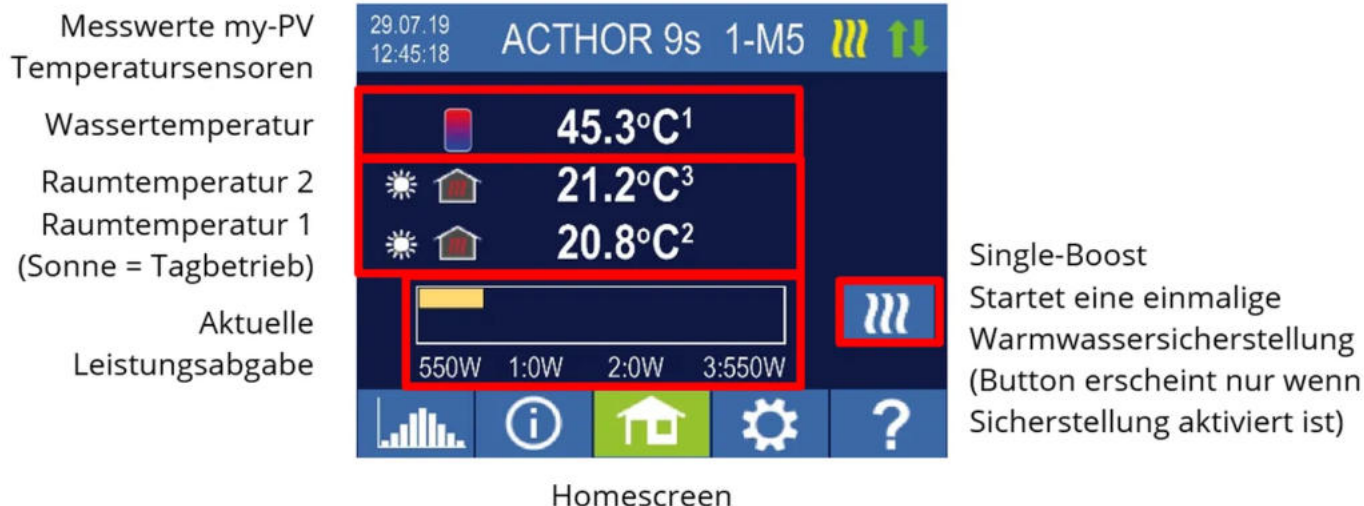 Messwerte my-PV
Temperatursensoren
Wassertemperatur
Raumtemperatur 2
Raumtemperatur 1
(Sonne = Tagbetrieb)
Aktuelle
Leistungsabgabe
29.07.19
12:45:18
ACTHOR 9s 1-M5
45.3°C¹
21.2°C³
20.8°C²
550W 1:0W 2:0W 3:550W
i
?
Single-Boost
Startet eine einmalige
Warmwassersicherstellung
(Button erscheint nur wenn
Sicherstellung aktiviert ist)
Homescreen